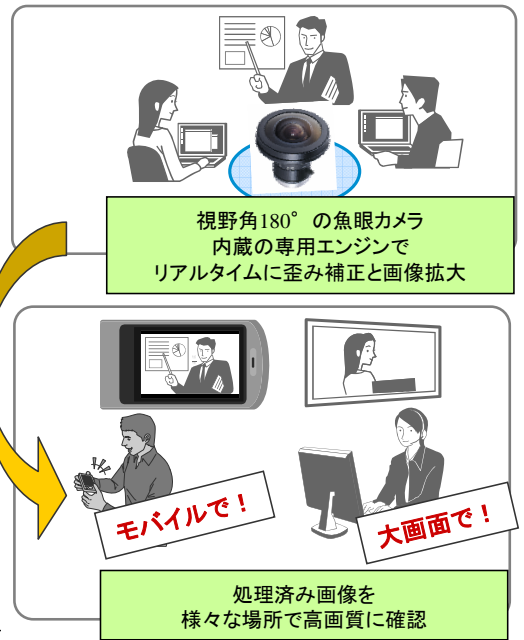 視野角180°の魚眼カメラ
内蔵の専用エンジンで
リアルタイムに歪み補正と画像拡大
モバイルで！
大画面で！
処理済み画像を
様々な場所で高画質に確認